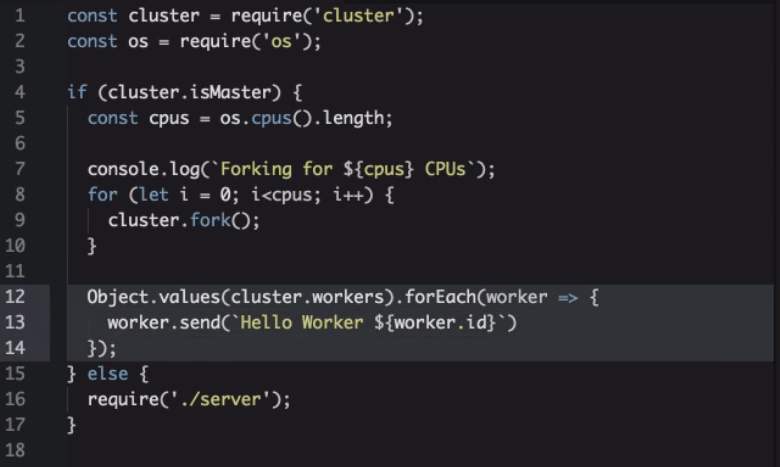 1 const cluster = require('cluster');
2 const os = require('os');
3
4 if (cluster.isMaster) {
5 const cpus = os.cpus().length;
6
7 console.log(`Forking for ${cpus} CPUs`);
8 for (let i = 0; i<cpus; i++) {
9 cluster.fork();
10 }
11
12 Object.values(cluster.workers).forEach(worker => {
13 worker.send(`Hello Worker ${worker.id}`)
14 });
15 } else {
16 require('./server');
17 }
18